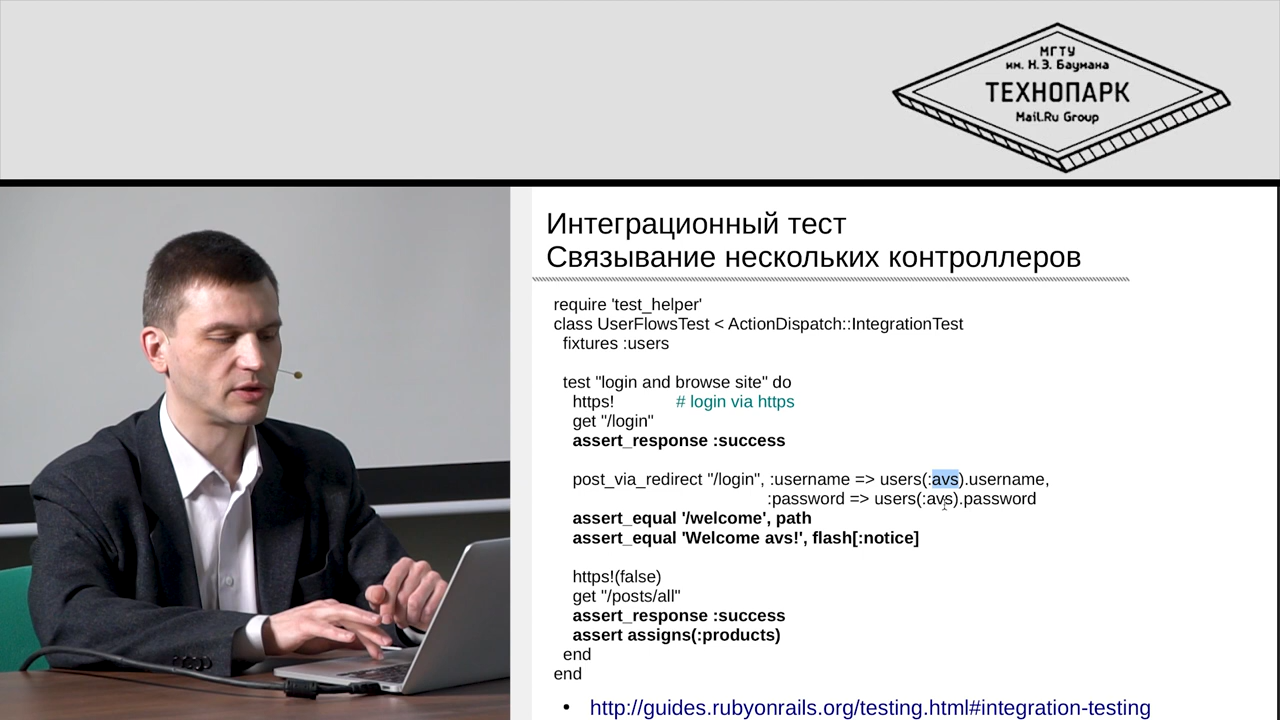 МГТУ
им. Н.Э. Баумана
ТЕХНОПАРК
Mail.Ru Group
Интеграционный тест
Связывание нескольких контроллеров
require 'test_helper'
class UserFlowsTest < ActionDispatch::IntegrationTest
fixtures :users
test "login and browse site" do
https! # login via https
get "/login"
assert_response :success
post_via_redirect "/login", :username => users(:avs).username,
:password => users(:avs).password
assert_equal '/welcome', path
assert_equal 'Welcome avs!', flash[:notice]
https!(false)
get "/posts/all"
assert_response :success
assert assigns(:products)
end
end
• http://guides.rubyonrails.org/testing.html#integration-testing